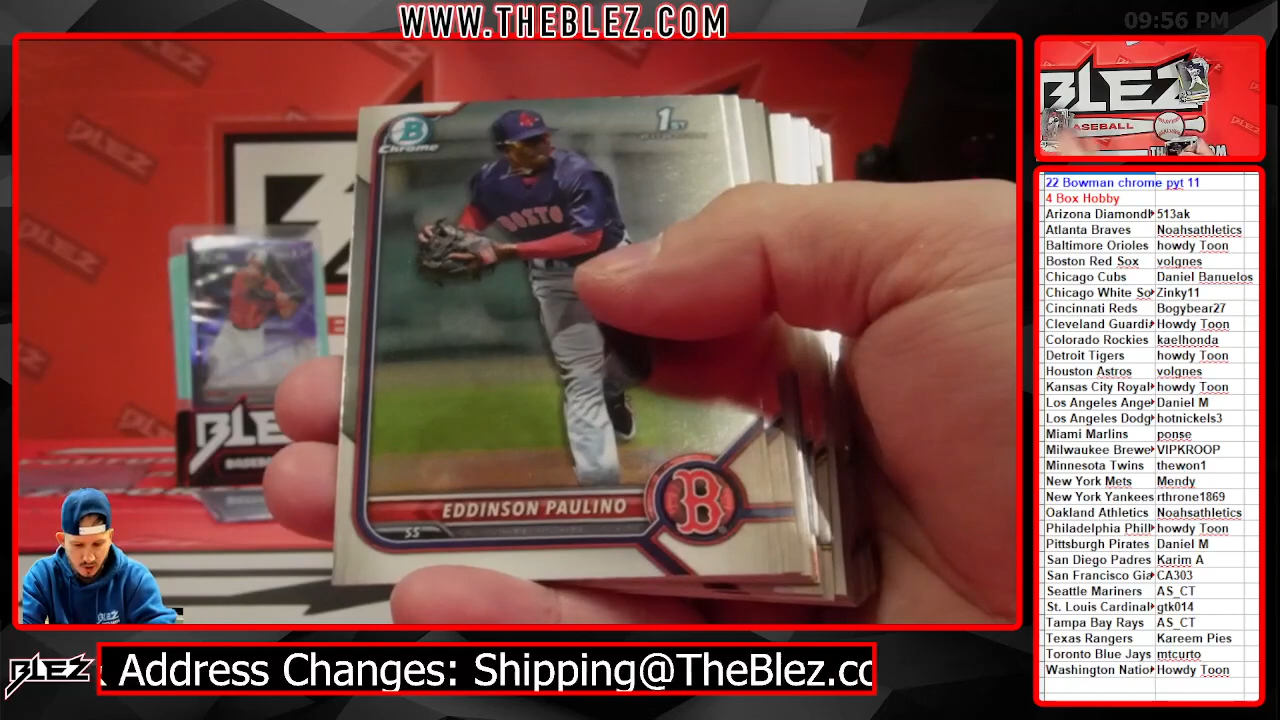 WWW.THEBLEZ.COM
09:56 PM
BLEZ
BASEBALL
B
Chrome
1ST
BOSTO
EDDINSON PAULINO
SS
B
BLEZ
Address Changes: Shipping@TheBlez.co
22 Bowman chrome pyt 11
4 Box Hobby
Arizona Diamond 513ak
Atlanta Braves Noahsathletics
Baltimore Orioles howdy Toon
Boston Red Sox volgnes
Chicago Cubs Daniel Banuelos
Chicago White So Zinky11
Cincinnati Reds Bogybear27
Cleveland Guardi Howdy Toon
Colorado Rockies kaelhonda
Detroit Tigers howdy Toon
Houston Astros volgnes
Kansas City Royal howdy Toon
Los Angeles Ange Daniel M
Los Angeles Dodg hotnickels3
Miami Marlins ponse
Milwaukee Brewe VIPKROOP
Minnesota Twins thewon1
New York Mets Mendy
New York Yankees rthrone1869
Oakland Athletics Noahsathletics
Philadelphia Phill howdy Toon
Pittsburgh Pirates Daniel M
San Diego Padres Karim A
San Francisco Gia CA303
Seattle Mariners AS_CT
St. Louis Cardinal gtk014
Tampa Bay Rays AS_CT
Texas Rangers Kareem Pies
Toronto Blue Jays mtcurto
Washington Natio Howdy Toon